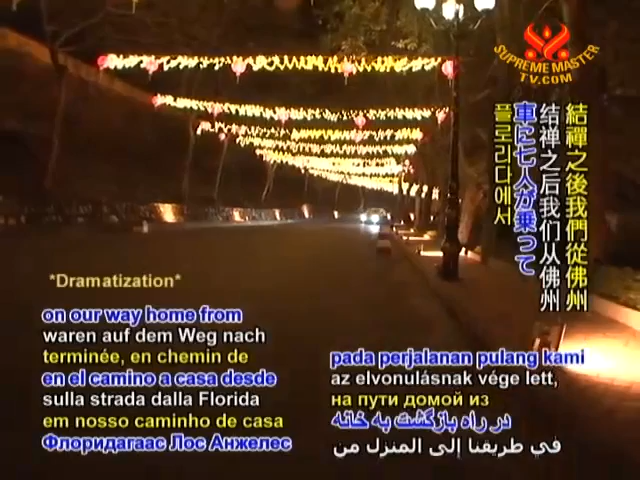 SUPREME MASTER
TV.COM
結禪之後我們從佛州
结禅之后我们从佛州
車に七人が乗って
플로리다에서
*Dramatization*
on our way home from
waren auf dem Weg nach
terminée, en chemin de
en el camino a casa desde
sulla strada dalla Florida
em nosso caminho de casa
Флоридагаас Лос Анжелес
pada perjalanan pulang kami
az elvonulásnak vége lett,
на пути домой из
در راه بازگشت به خانه
في طريقنا إلى المنزل من